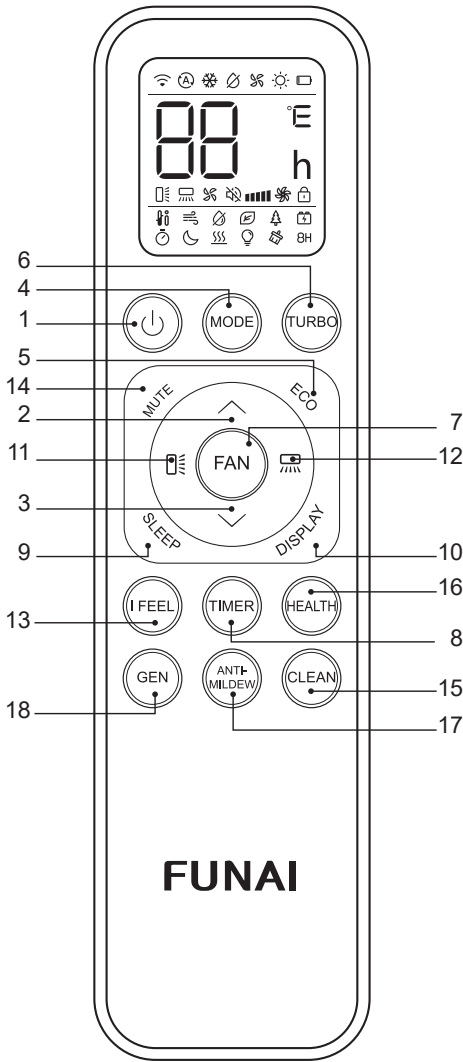 88 °E
h
8H
6
4
1 MODE TURBO
5
14 MUTE ECO
2
11 FAN 7
12
3
9 SLEEP DISPLAY 10
I FEEL TIMER HEALTH 16
13 8
GEN ANTI-MILDEW CLEAN
18 15
17
FUNAI